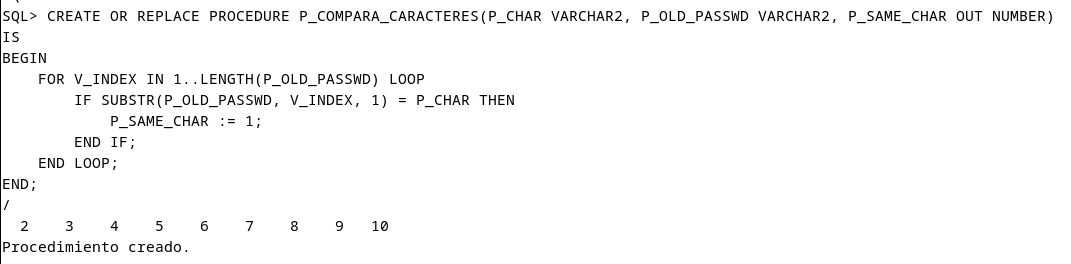 SQL> CREATE OR REPLACE PROCEDURE P_COMPARA_CARACTERES(P_CHAR VARCHAR2, P_OLD_PASSWD VARCHAR2, P_SAME_CHAR OUT NUMBER)
IS
BEGIN
    FOR V_INDEX IN 1..LENGTH(P_OLD_PASSWD) LOOP
        IF SUBSTR(P_OLD_PASSWD, V_INDEX, 1) = P_CHAR THEN
            P_SAME_CHAR := 1;
        END IF;
    END LOOP;
END;
/
  2    3    4    5    6    7    8    9   10
Procedimiento creado.